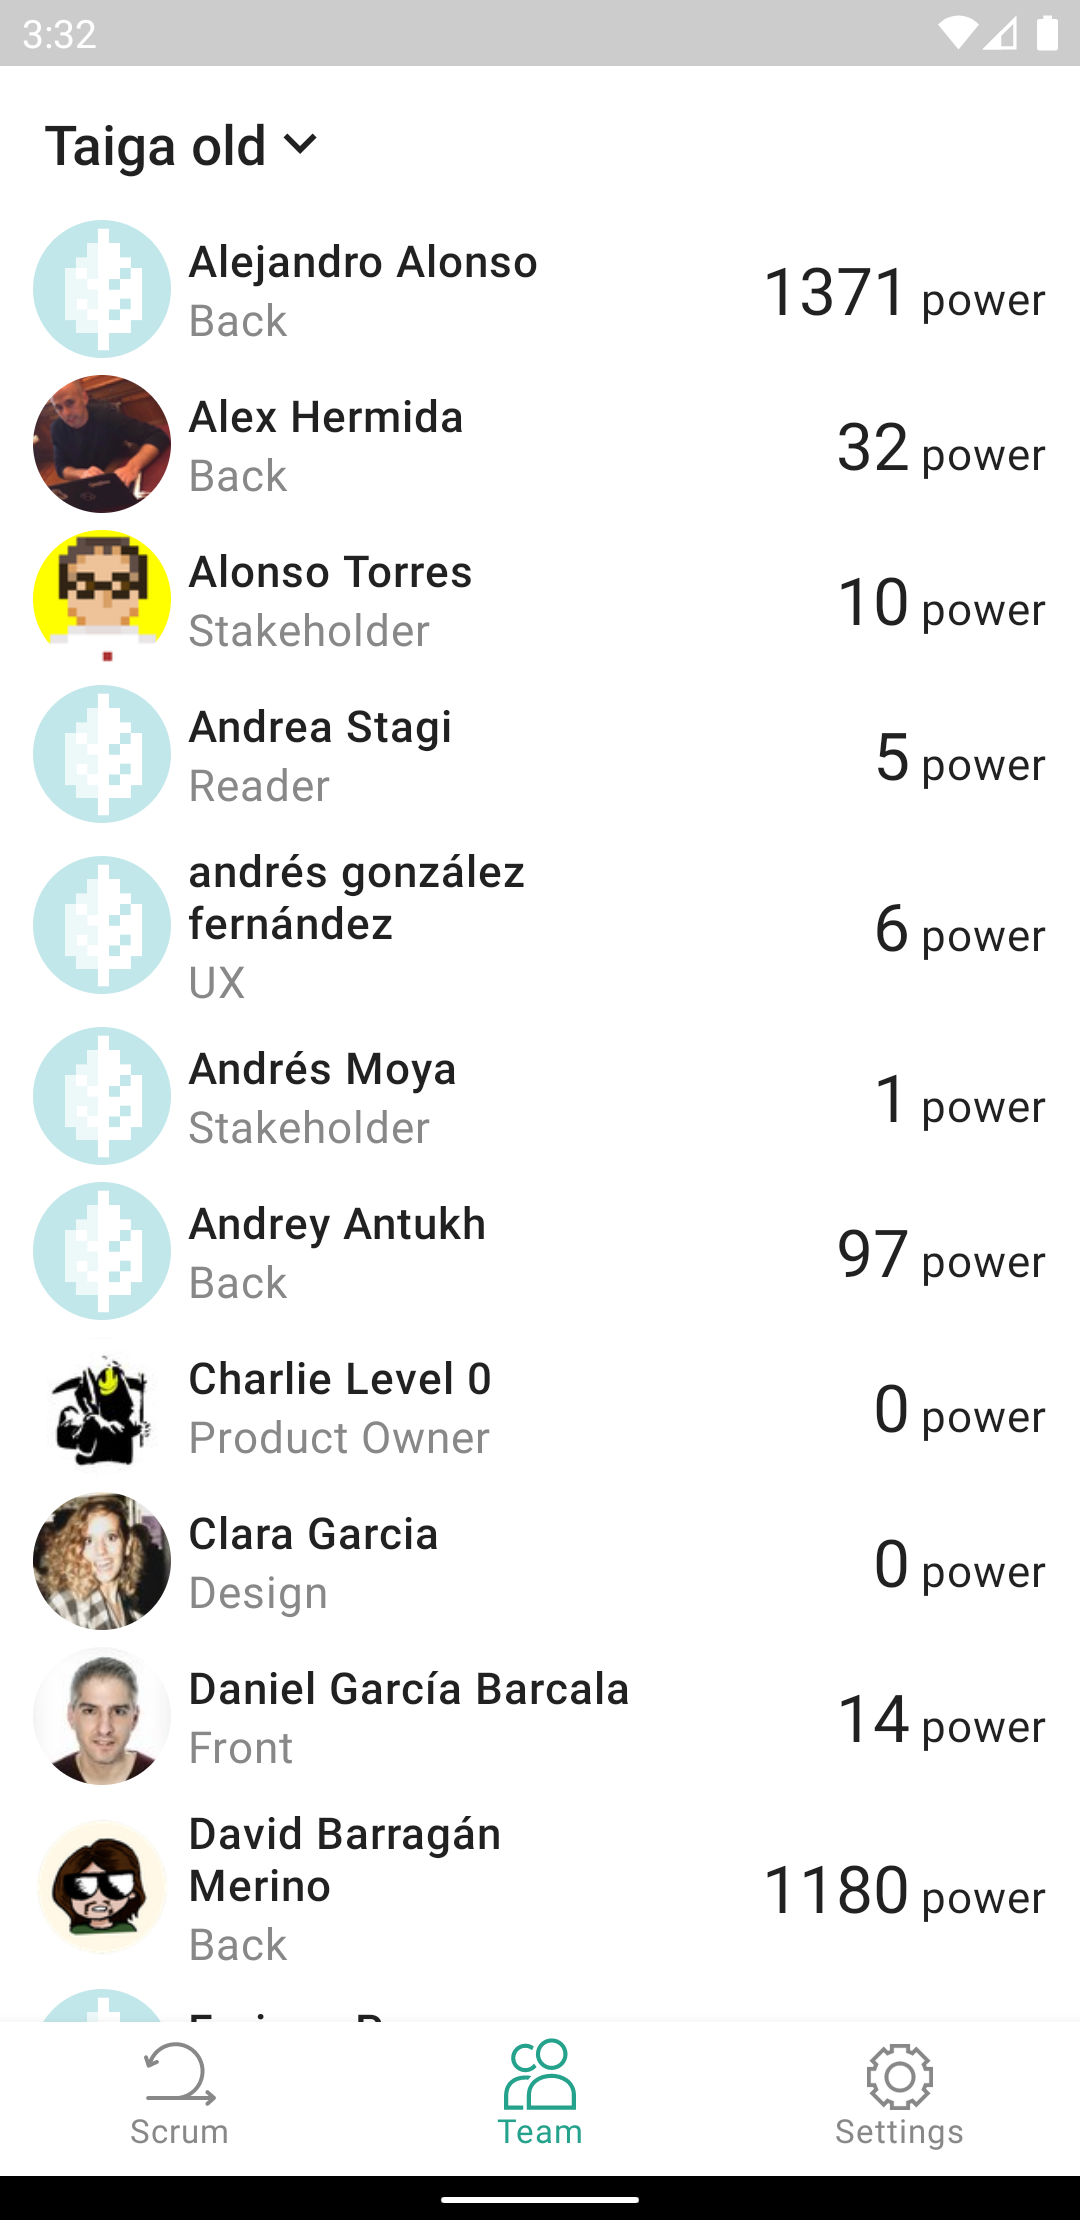 3:32
Taiga old
Alejandro Alonso
Back
1371 power
Alex Hermida
Back
32 power
Alonso Torres
Stakeholder
10 power
Andrea Stagi
Reader
5 power
andrés gonzález
fernández
UX
6 power
Andrés Moya
Stakeholder
1 power
Andrey Antukh
Back
97 power
Charlie Level 0
Product Owner
0 power
Clara Garcia
Design
0 power
Daniel García Barcala
Front
14 power
David Barragán
Merino
Back
1180 power
Scrum
Team
Settings